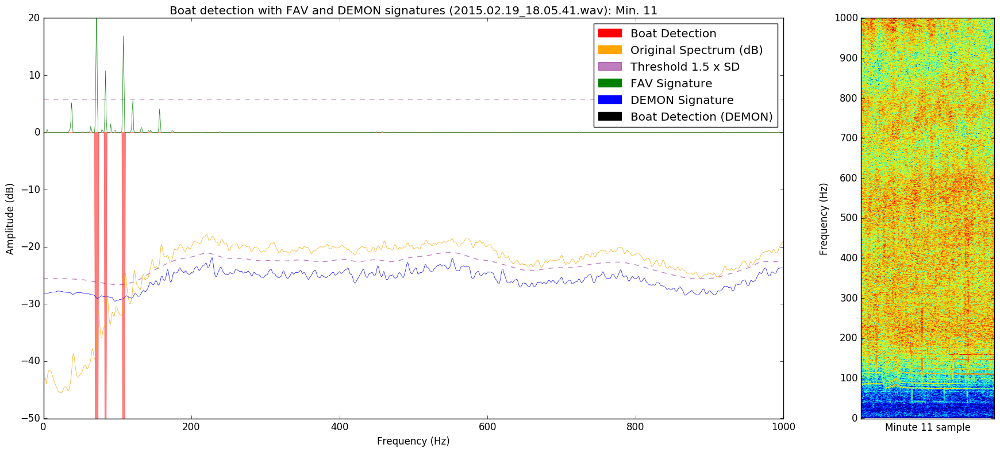 Boat detection with FAV and DEMON signatures (2015.02.19_18.05.41.wav): Min. 11
20
10
0
−10
−20
−30
−40
−50
Amplitude (dB)
0
200
400
600
800
1000
Frequency (Hz)
Boat Detection
Original Spectrum (dB)
Threshold 1.5 x SD
FAV Signature
DEMON Signature
Boat Detection (DEMON)
1000
900
800
700
600
500
400
300
200
100
0
Frequency (Hz)
Minute 11 sample